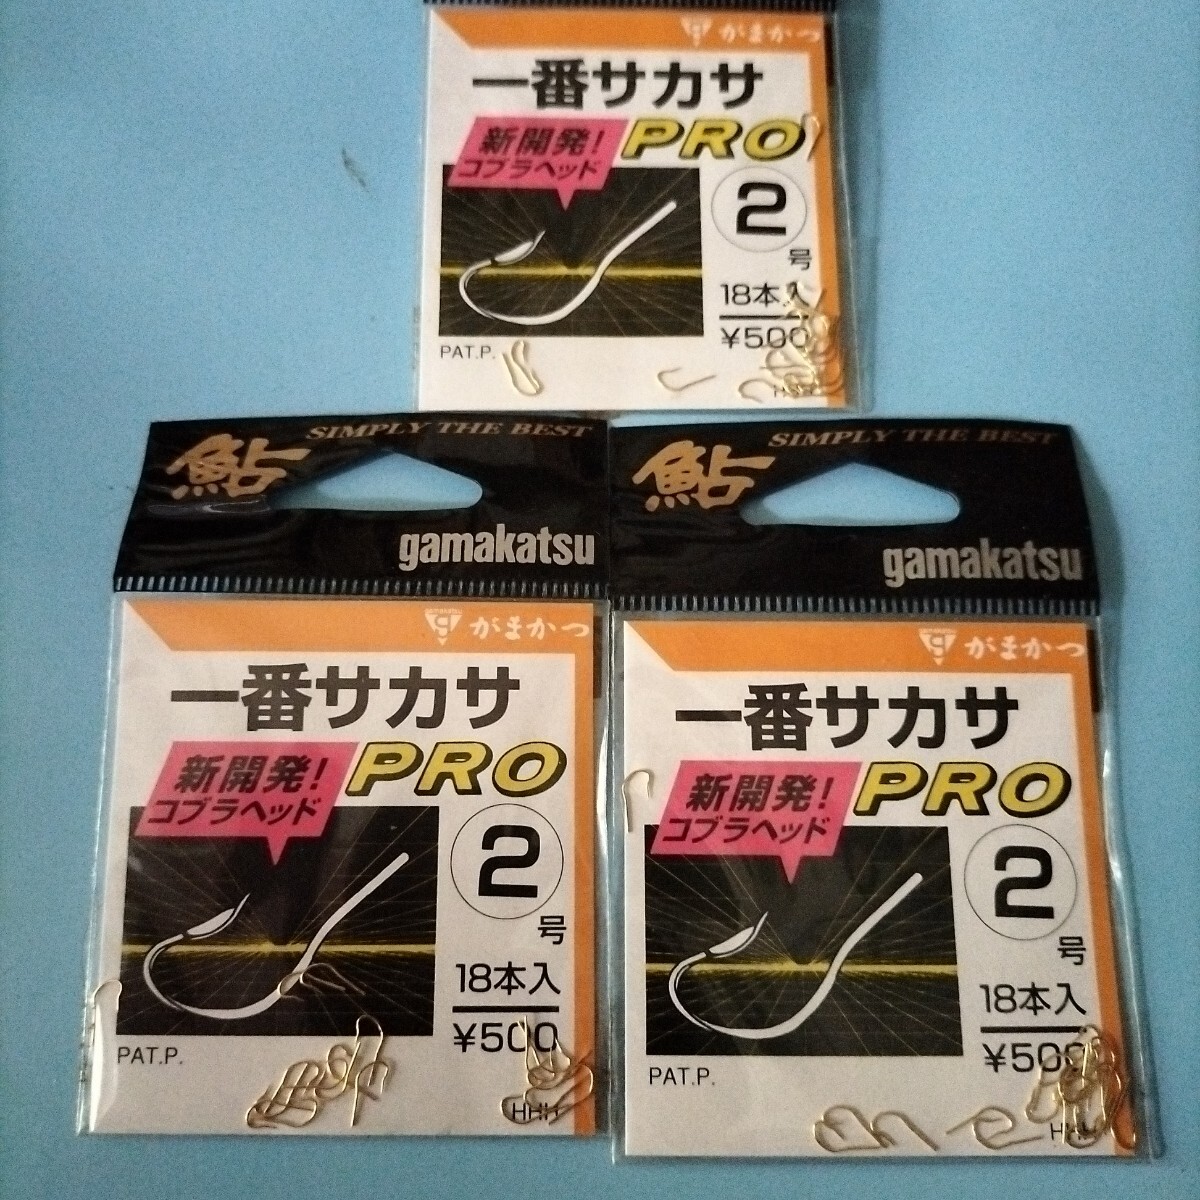 がまかつ
一番サカサ
PRO
新開発!
コブラヘッド
2
号
18本入
¥500
PAT.P.
鮎
SIMPLY THE BEST
gamakatsu
gamakatsu
がまかつ
一番サカサ
PRO
新開発!
コブラヘッド
2
号
18本入
¥500
PAT.P.
HHH
鮎
SIMPLY THE BEST
gamakatsu
がまかつ
一番サカサ
PRO
新開発!
コブラヘッド
2
号
18本入
¥500
PAT.P.
HHH